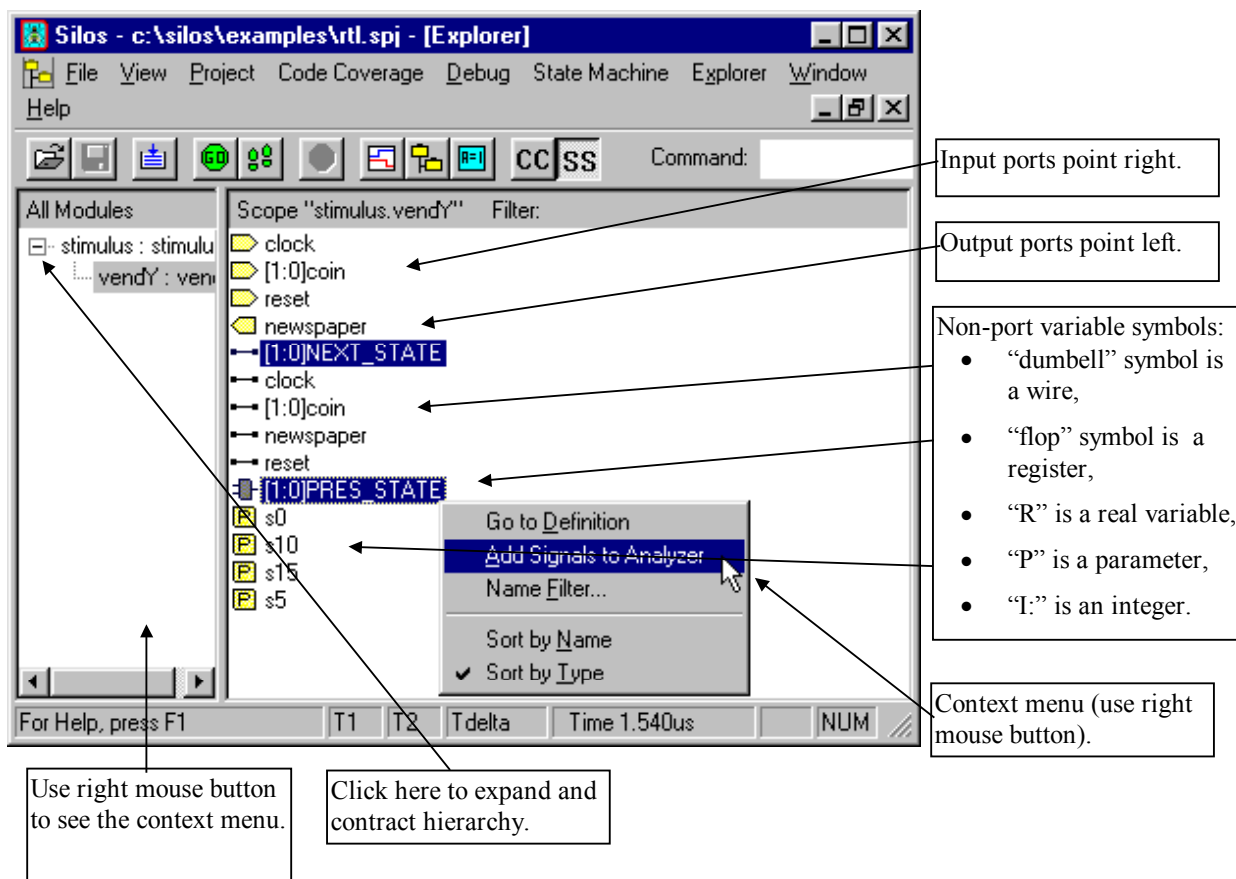 Silos - c:\silos\examples\rtl.spj - [Explorer]
File View Project Code Coverage Debug State Machine Explorer Window
Help
GO R=1 CC SS Command:
All Modules
stimulus : stimulu
vendY : ven
Scope "stimulus.vendY" Filter:
clock
[1:0]coin
reset
newspaper
[1:0]NEXT_STATE
clock
[1:0]coin
newspaper
reset
[1:0]PRES_STATE
P s0
P s10
P s15
P s5
Go to Definition
Add Signals to Analyzer
Name Filter...
Sort by Name
Sort by Type
For Help, press F1 T1 T2 Tdelta Time 1.540us NUM
Input ports point right.
Output ports point left.
Non-port variable symbols:
• “dumbell” symbol is
a wire,
• “flop” symbol is a
register,
• “R” is a real variable,
• “P” is a parameter,
• “I:” is an integer.
Context menu (use right
mouse button).
Use right mouse button
to see the context menu.
Click here to expand and
contract hierarchy.